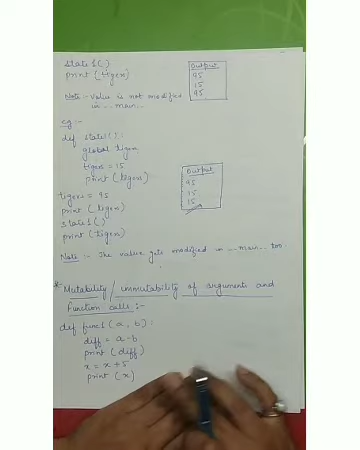 state1()
print (tiger)
Output
95
15
95
Note :- Value is not modified
in __main__
eg :-
def state1():
global tigers
tigers = 15
print (tigers)
Output
95
15
15
tigers = 95
print (tigers)
state1()
print (tigers)
Note :- The value gets modified in __main__ too.
* Mutability / immutability of arguments and
function calls :-
def func1 (a, b):
diff = a-b
print (diff)
x = x + 5
print (x)